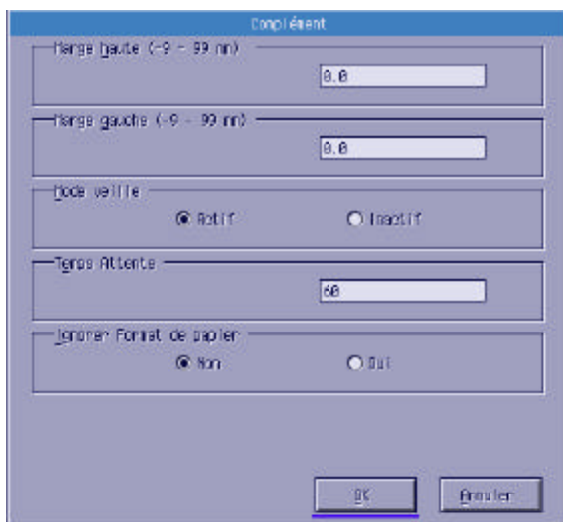 Complément
Marge haute (-9 - 99 mm)
0.0
Marge gauche (-9 - 99 mm)
0.0
Mode veille
Actif Inactif
Temps Attente
60
Ignorer Format de papier
Non Oui
OK Annuler